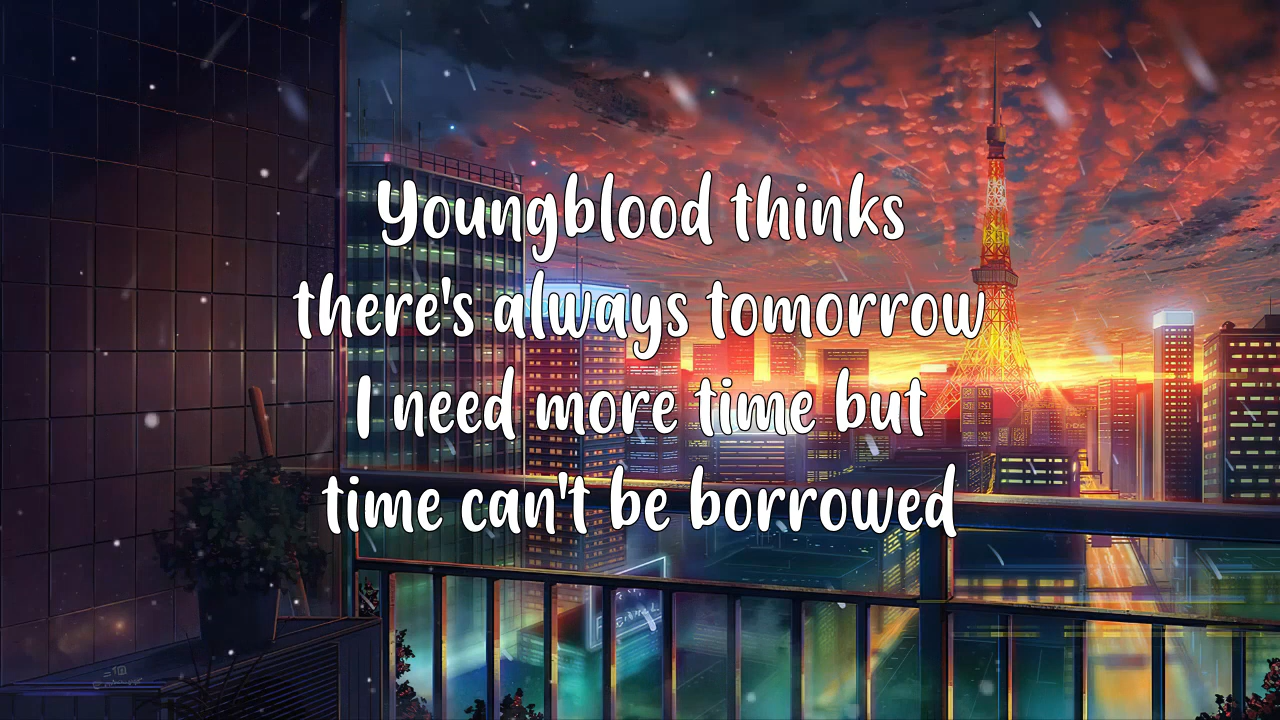 Youngblood thinks
there's always tomorrow
I need more time but
time can't be borrowed